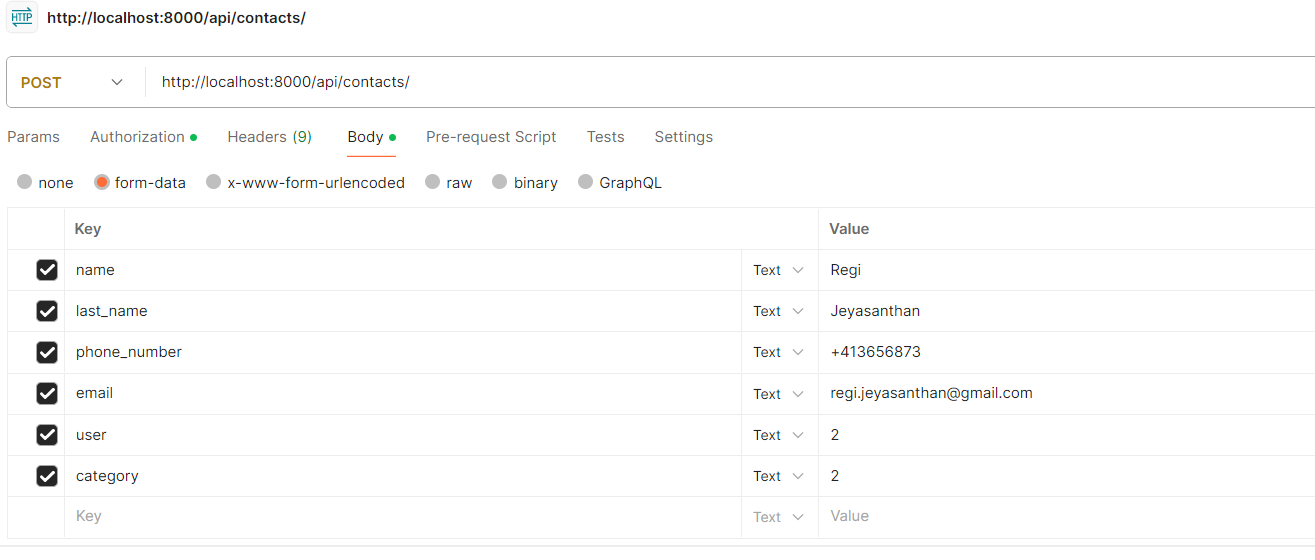 HTTP http://localhost:8000/api/contacts/
POST http://localhost:8000/api/contacts/
Params Authorization Headers (9) Body Pre-request Script Tests Settings
none form-data x-www-form-urlencoded raw binary GraphQL
Key Value
name Text Regi
last_name Text Jeyasanthan
phone_number Text +413656873
email Text regi.jeyasanthan@gmail.com
user Text 2
category Text 2
Key Text Value